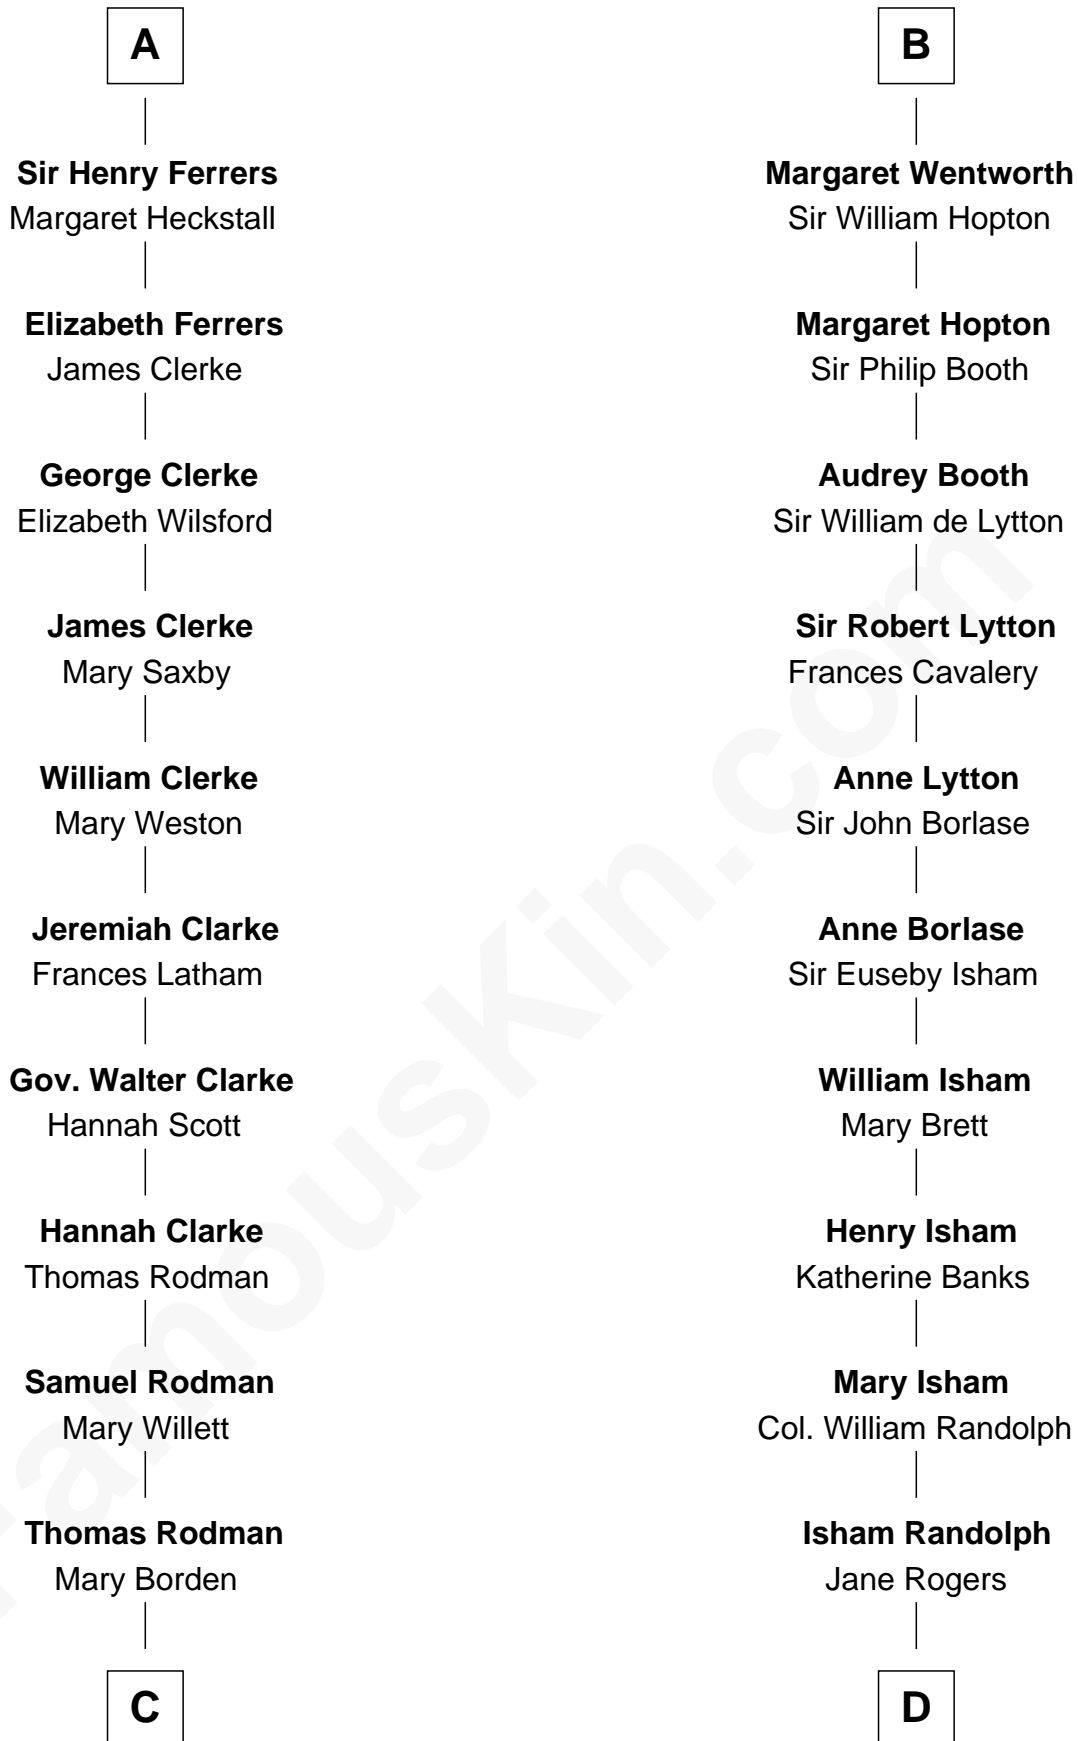 A
Sir Henry Ferrers
Margaret Heckstall
Elizabeth Ferrers
James Clerke
George Clerke
Elizabeth Wilsford
James Clerke
Mary Saxby
William Clerke
Mary Weston
Jeremiah Clarke
Frances Latham
Gov. Walter Clarke
Hannah Scott
Hannah Clarke
Thomas Rodman
Samuel Rodman
Mary Willett
Thomas Rodman
Mary Borden
C
B
Margaret Wentworth
Sir William Hopton
Margaret Hopton
Sir Philip Booth
Audrey Booth
Sir William de Lytton
Sir Robert Lytton
Frances Cavalery
Anne Lytton
Sir John Borlase
Anne Borlase
Sir Euseby Isham
William Isham
Mary Brett
Henry Isham
Katherine Banks
Mary Isham
Col. William Randolph
Isham Randolph
Jane Rogers
D
FamousKin.com